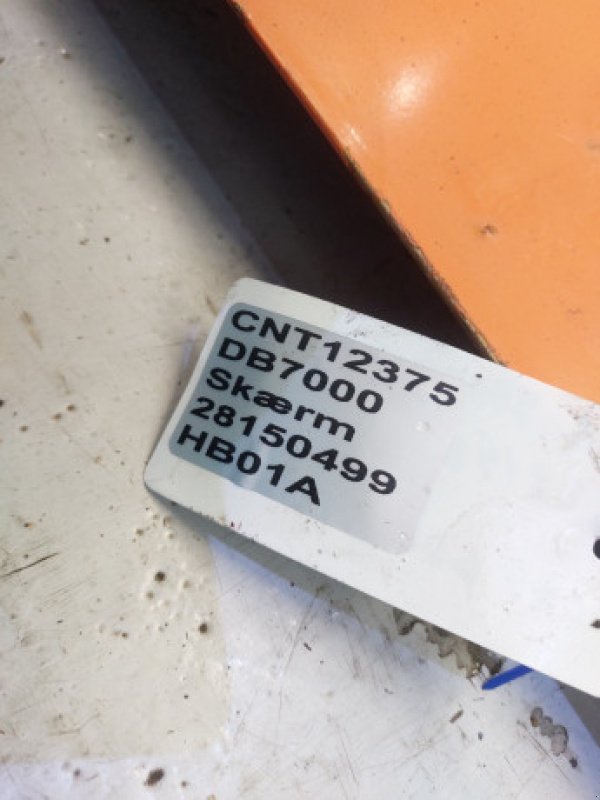 CNT12375
DB7000
Skærm
28150499
HB01A